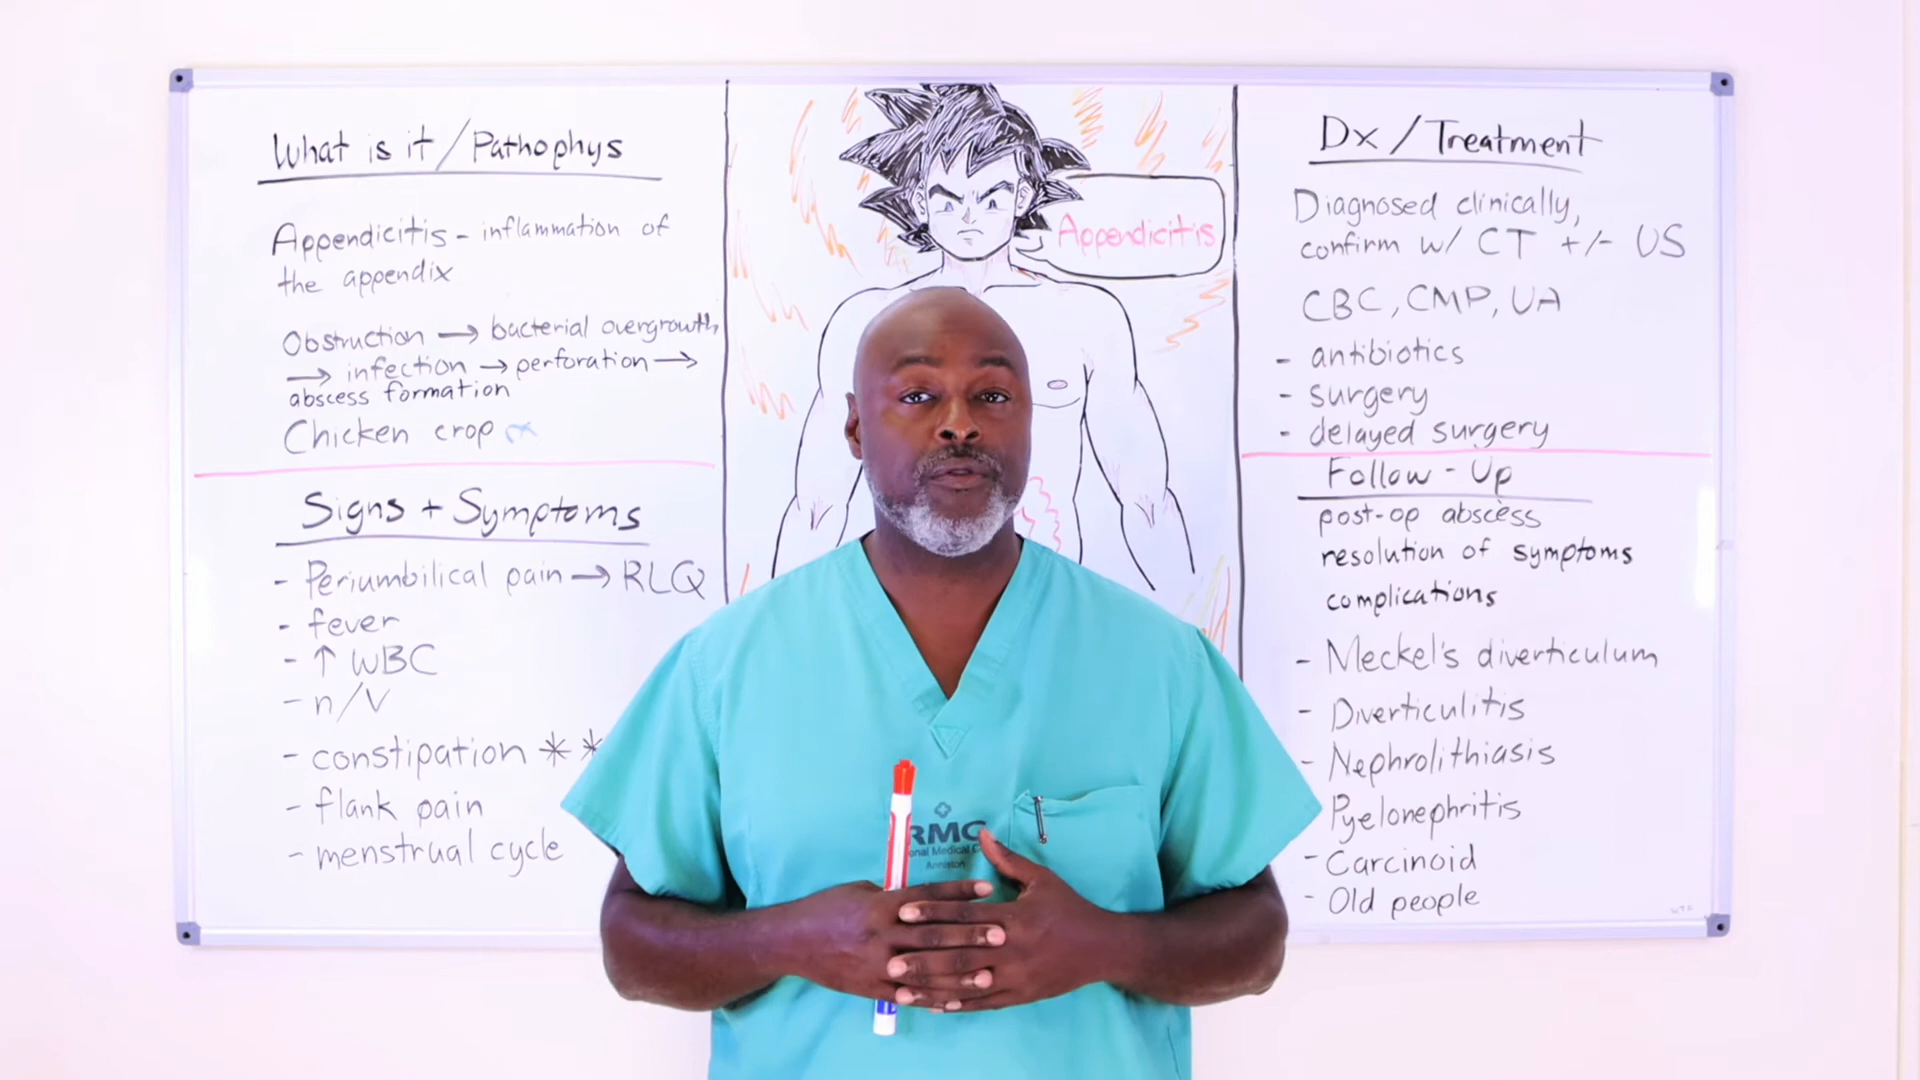 What is it / Pathophys
Appendicitis - inflammation of
the appendix
Obstruction → bacterial overgrowth
→ infection → perforation →
abscess formation
Chicken crop
Signs + Symptoms
- Periumbilical pain → RLQ
- fever
- ↑ WBC
- n/V
- constipation * *
- flank pain
- menstrual cycle
Appendicitis
Dx / Treatment
Diagnosed clinically,
confirm w/ CT +/- US
CBC, CMP, UA
- antibiotics
- surgery
- delayed surgery
Follow - Up
post-op abscess
resolution of symptoms
complications
- Meckel's diverticulum
- Diverticulitis
- Nephrolithiasis
Pyelonephritis
- Carcinoid
- Old people
RMC
onal Medical C
Anniston